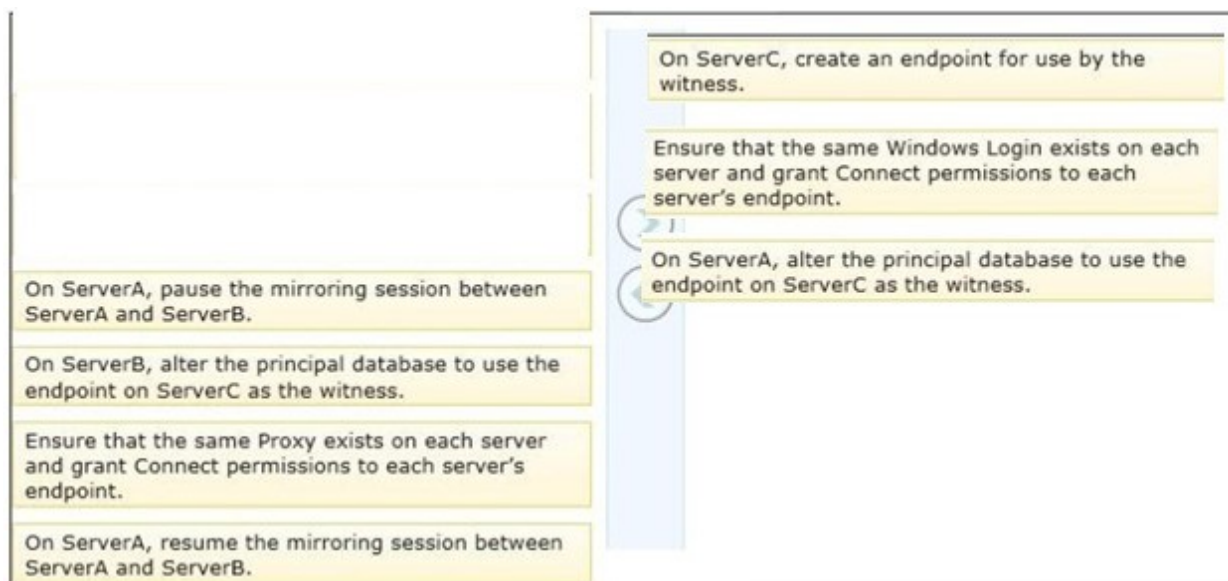 On ServerA, pause the mirroring session between
ServerA and ServerB.
On ServerB, alter the principal database to use the
endpoint on ServerC as the witness.
Ensure that the same Proxy exists on each server
and grant Connect permissions to each server's
endpoint.
On ServerA, resume the mirroring session between
ServerA and ServerB.
On ServerC, create an endpoint for use by the
witness.
Ensure that the same Windows Login exists on each
server and grant Connect permissions to each
server's endpoint.
On ServerA, alter the principal database to use the
endpoint on ServerC as the witness.